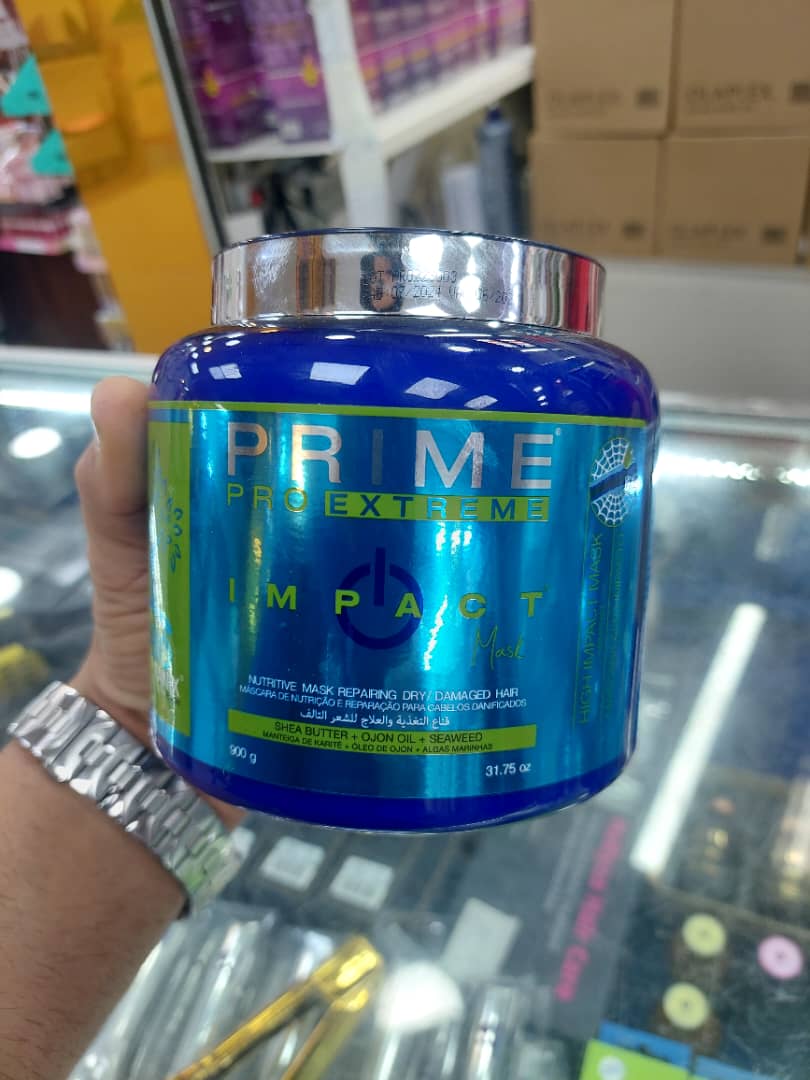 PRIME
PRO EXTREME
IMPACT
Mask
NUTRITIVE MASK REPAIRING DRY/ DAMAGED HAIR
MÁSCARA DE NUTRIÇÃO E REPARAÇÃO PARA CABELOS DANIFICADOS
قناع التغذية والعلاج للشعر التالف
SHEA BUTTER + OJON OIL + SEAWEED
MANTEIGA DE KARITÉ + ÓLEO DE OJON + ALGAS MARINHAS
900 g
31.75 oz
HIGH IMPACT MASK
Hair Care